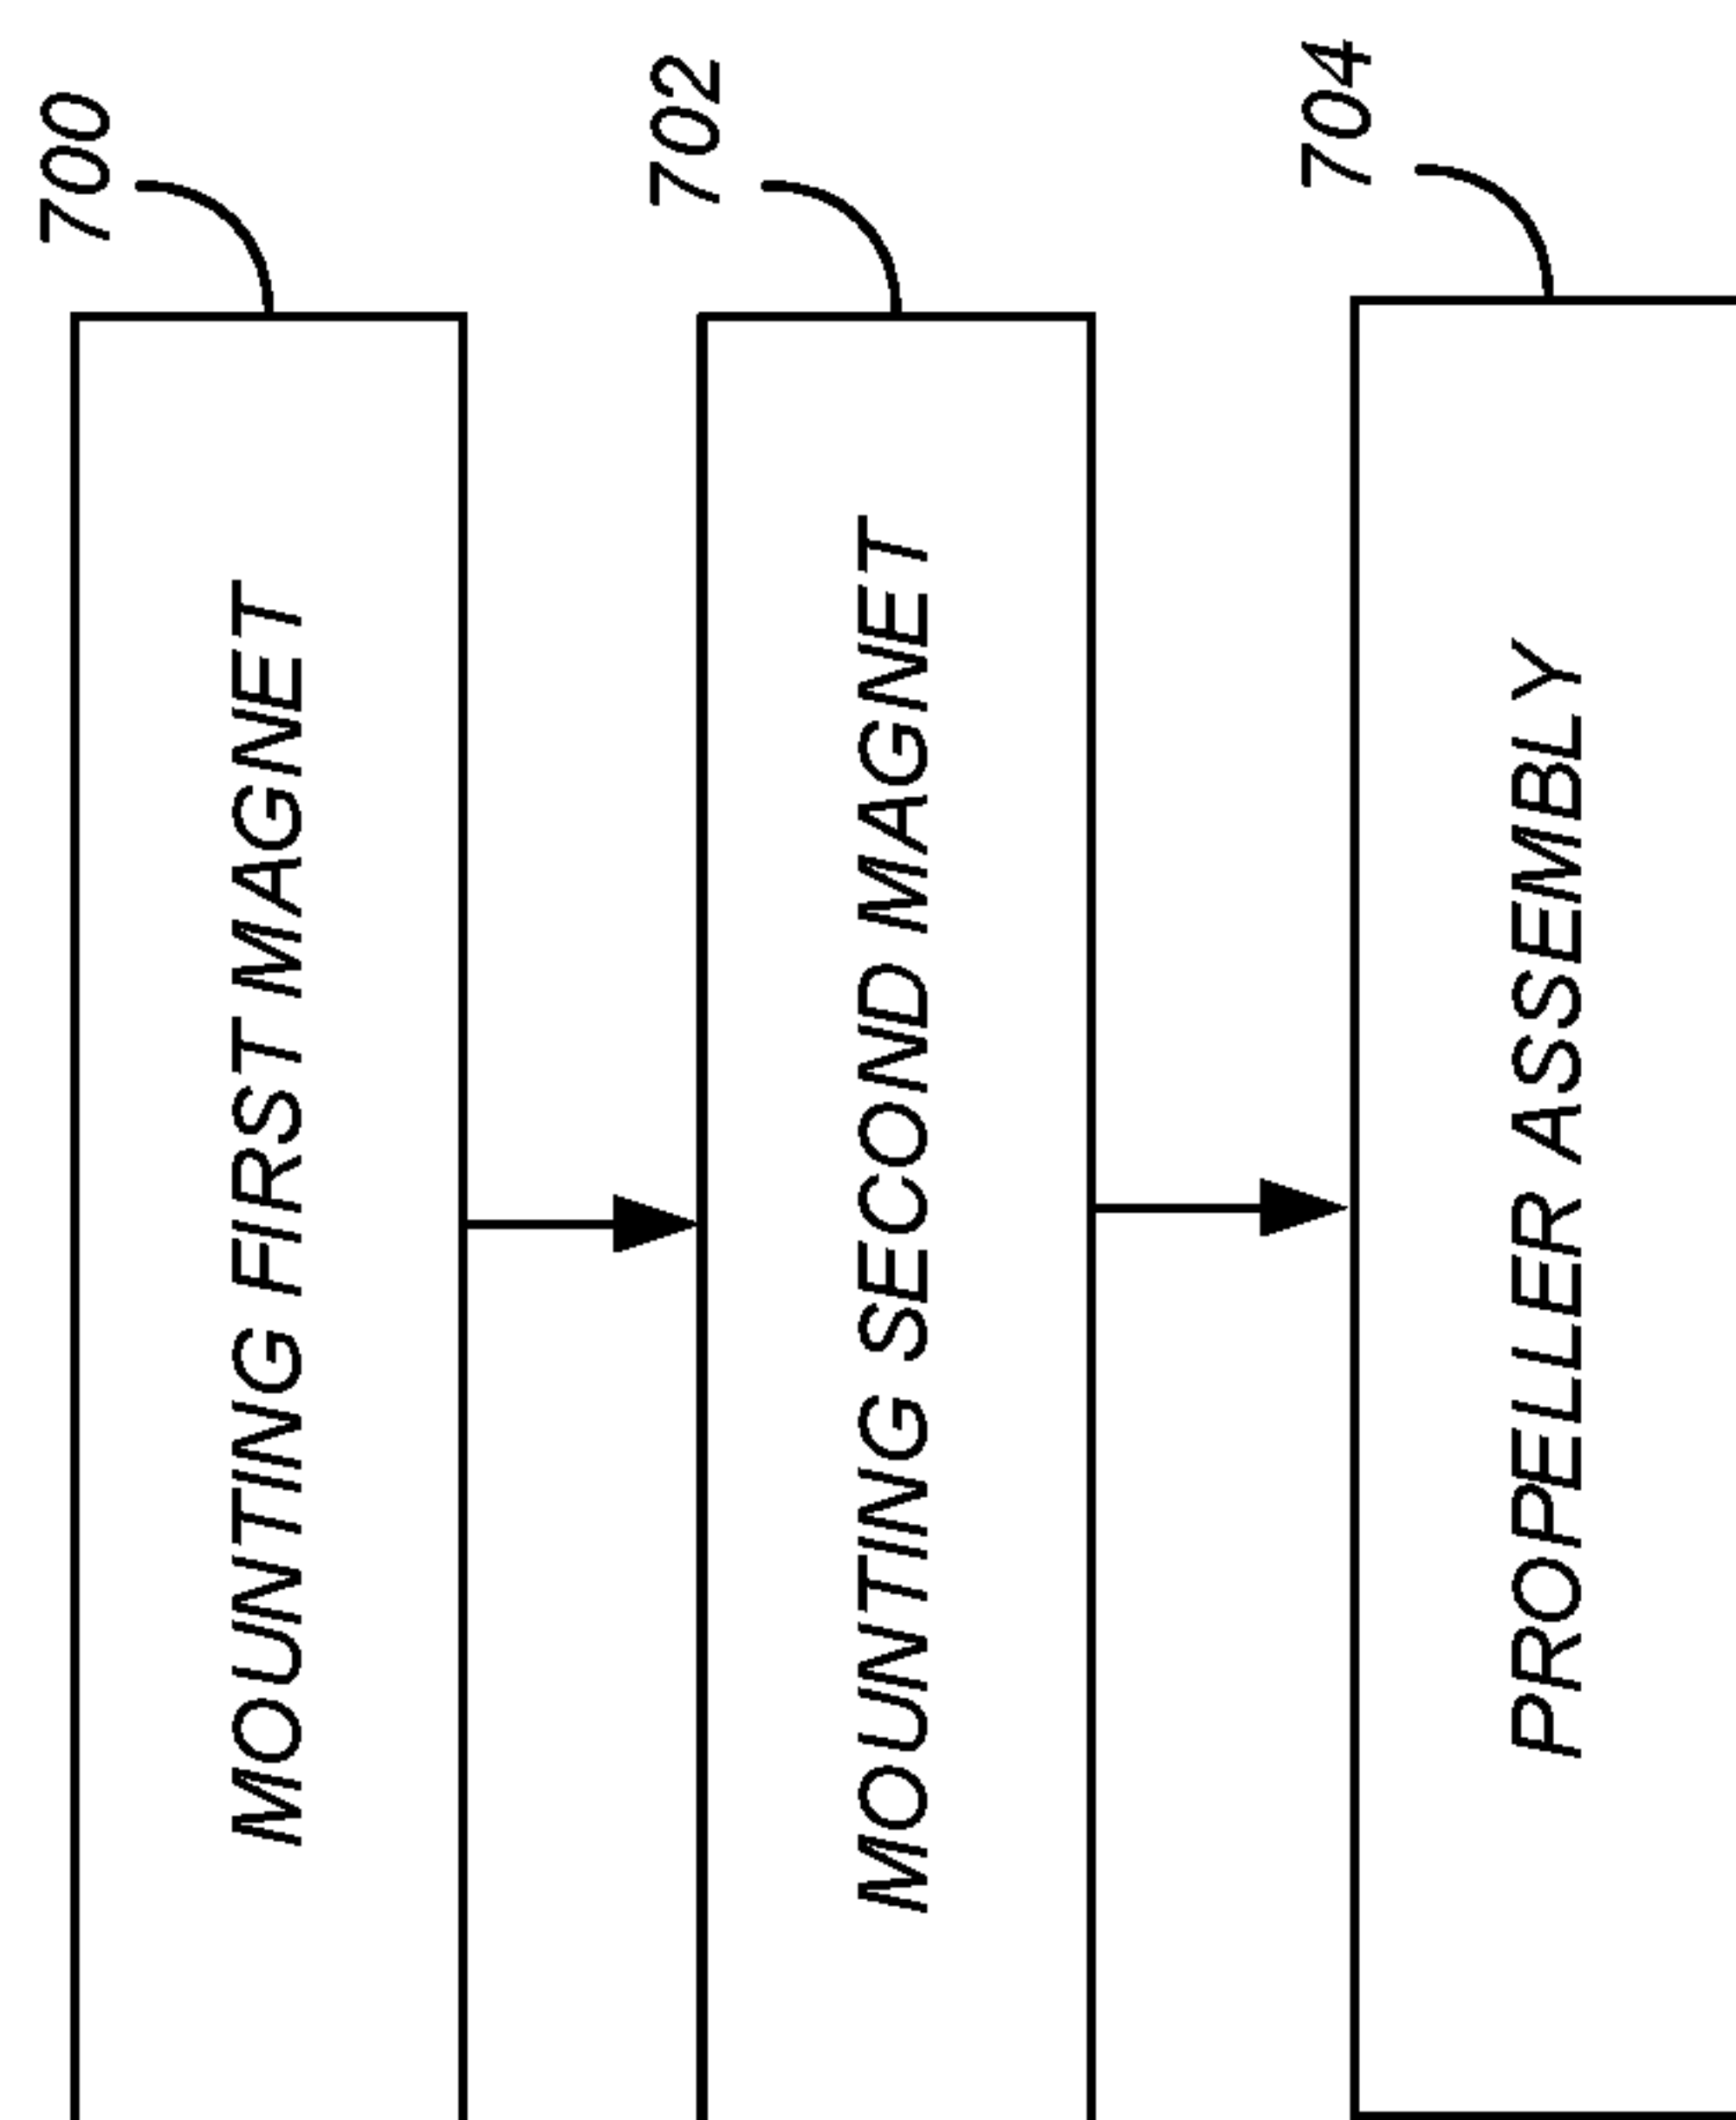 700
MOUNTING FIRST MAGNET
702
MOUNTING SECOND MAGNET
704
PROPELLER ASSEMBLY